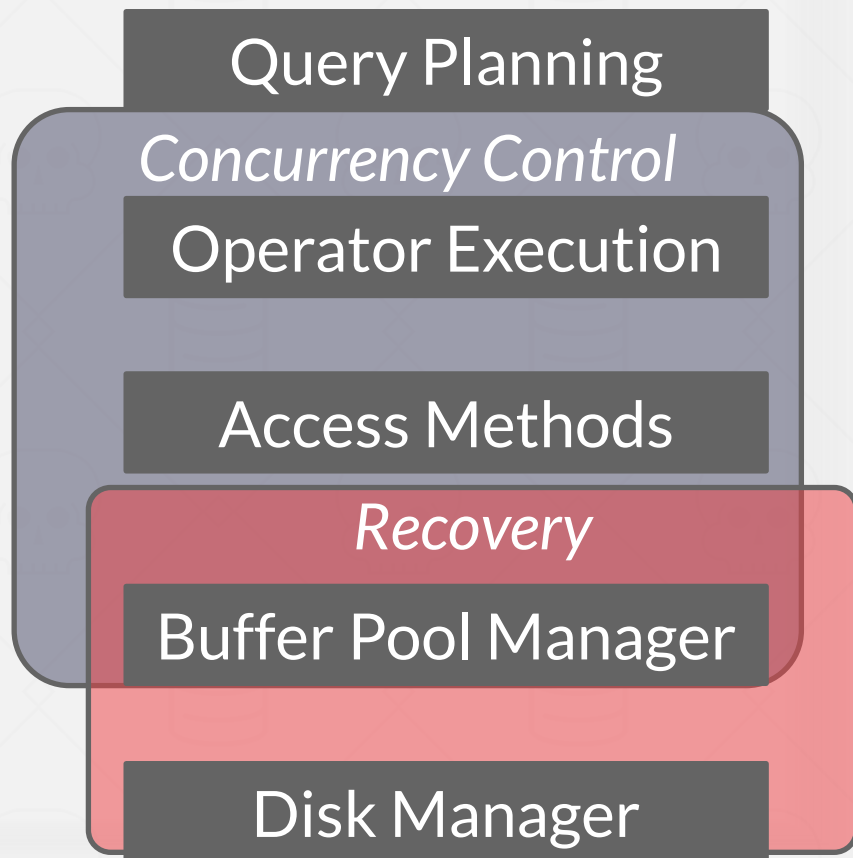 Query Planning
Concurrency Control
Operator Execution
Access Methods
Recovery
Buffer Pool Manager
Disk Manager